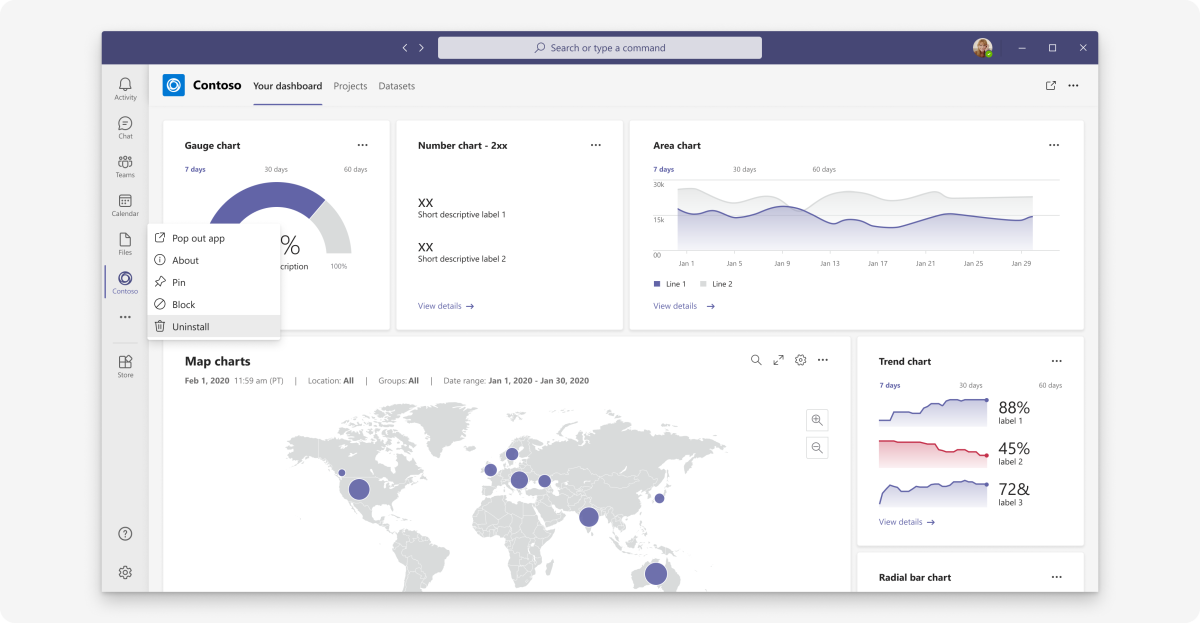 Search or type a command
Activity
Chat
Teams
Calendar
Files
Contoso
Store
Contoso Your dashboard Projects Datasets
Pop out app
About
Pin
Block
Uninstall
Gauge chart
7 days 30 days 60 days
%
cription 100%
Number chart - 2xx
XX
Short descriptive label 1
XX
Short descriptive label 2
View details →
Area chart
7 days 30 days 60 days
30k
15k
00
Jan 1 Jan 5 Jan 9 Jan 13 Jan 17 Jan 21 Jan 25 Jan 29
Line 1 Line 2
View details →
Map charts
Feb 1, 2020 11:59 am (PT) | Location: All | Groups: All | Date range: Jan 1, 2020 - Jan 30, 2020
Trend chart
7 days 30 days 60 days
88%
label 1
45%
label 2
72&
label 3
View details →
Radial bar chart